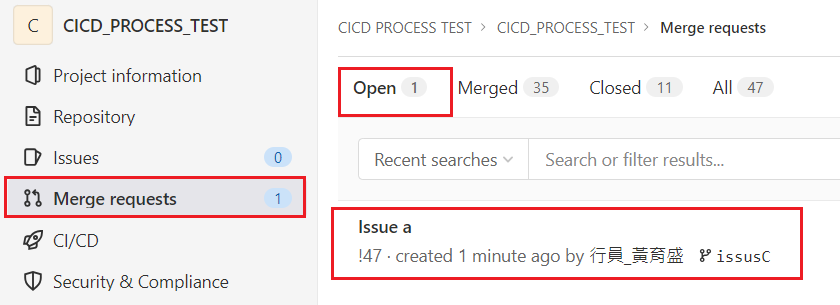 C CICD_PROCESS_TEST
Project information
Repository
Issues 0
Merge requests 1
CI/CD
Security & Compliance
CICD PROCESS TEST > CICD_PROCESS_TEST > Merge requests
Open 1 Merged 35 Closed 11 All 47
Recent searches Search or filter results...
Issue a
!47 · created 1 minute ago by 行員_黃育盛 issusC